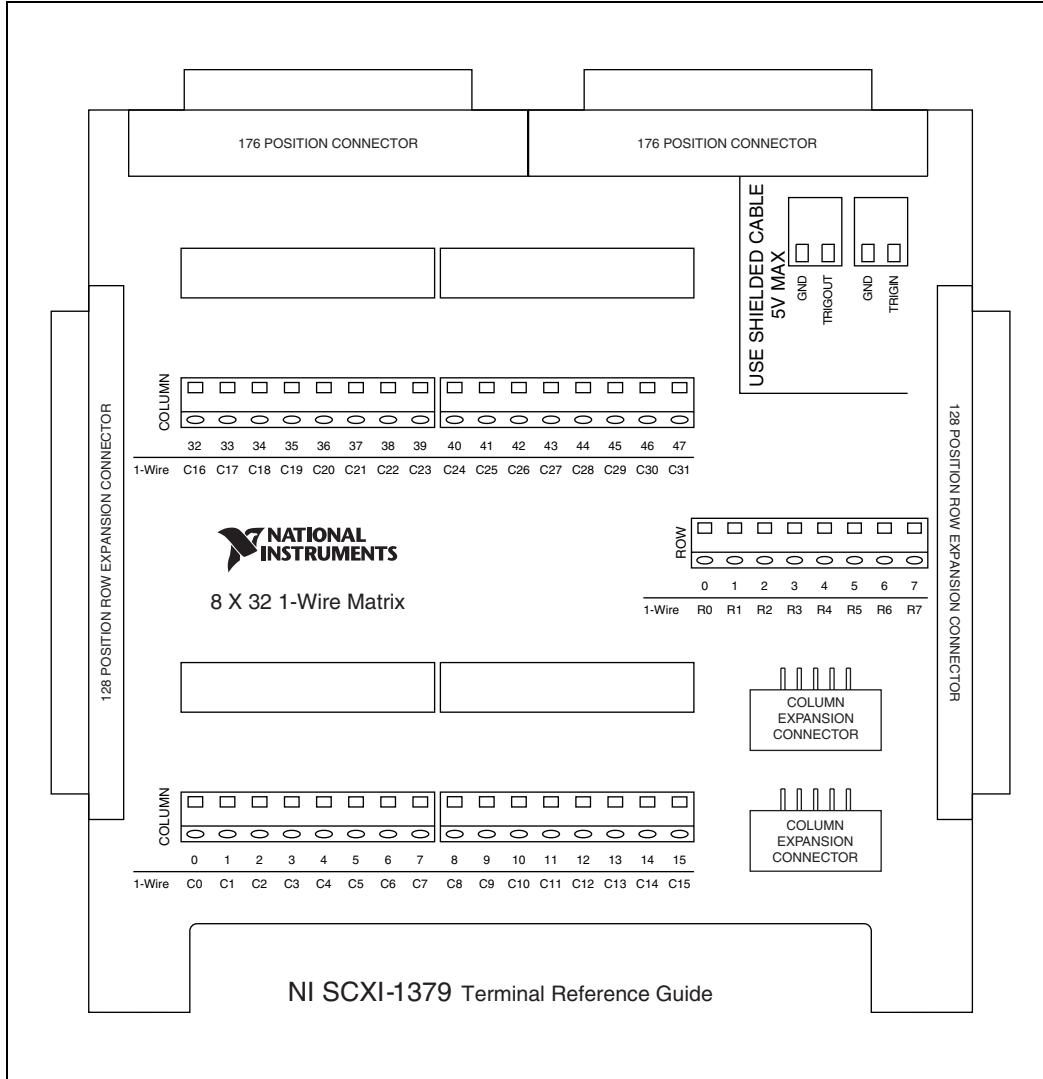 176 POSITION CONNECTOR
176 POSITION CONNECTOR
USE SHIELDED CABLE
5V MAX
GND
TRIGOUT
GND
TRIGIN
128 POSITION ROW EXPANSION CONNECTOR
COLUMN
32 33 34 35 36 37 38 39 40 41 42 43 44 45 46 47
1-Wire C16 C17 C18 C19 C20 C21 C22 C23 C24 C25 C26 C27 C28 C29 C30 C31
128 POSITION ROW EXPANSION CONNECTOR
NATIONAL
INSTRUMENTS
8 X 32 1-Wire Matrix
ROW
0 1 2 3 4 5 6 7
1-Wire R0 R1 R2 R3 R4 R5 R6 R7
COLUMN
EXPANSION
CONNECTOR
COLUMN
EXPANSION
CONNECTOR
COLUMN
0 1 2 3 4 5 6 7 8 9 10 11 12 13 14 15
1-Wire C0 C1 C2 C3 C4 C5 C6 C7 C8 C9 C10 C11 C12 C13 C14 C15
NI SCXI-1379 Terminal Reference Guide